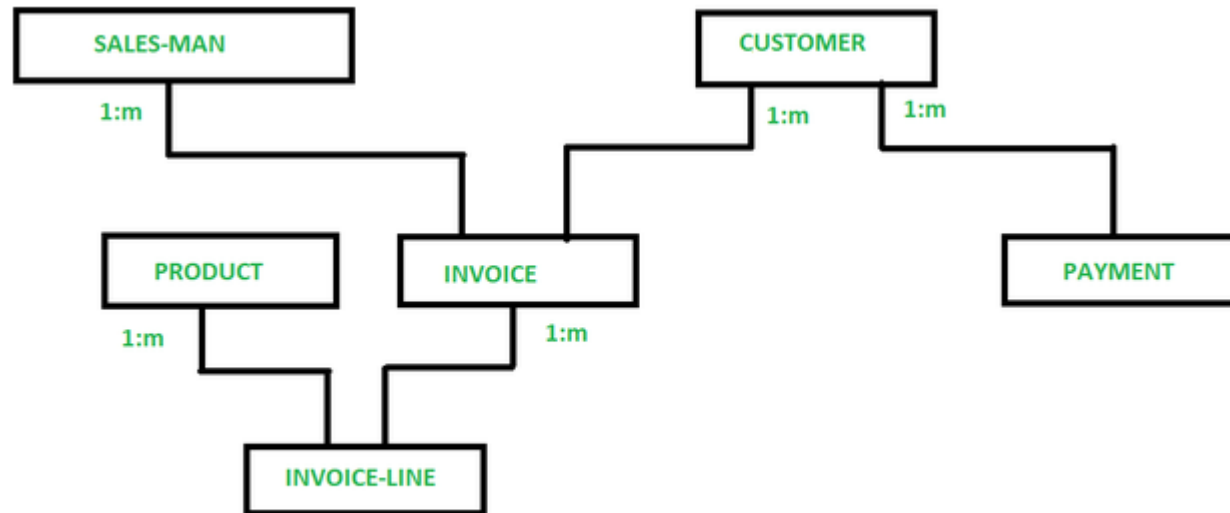 SALES-MAN
CUSTOMER
1:m
1:m
1:m
PRODUCT
INVOICE
PAYMENT
1:m
1:m
INVOICE-LINE